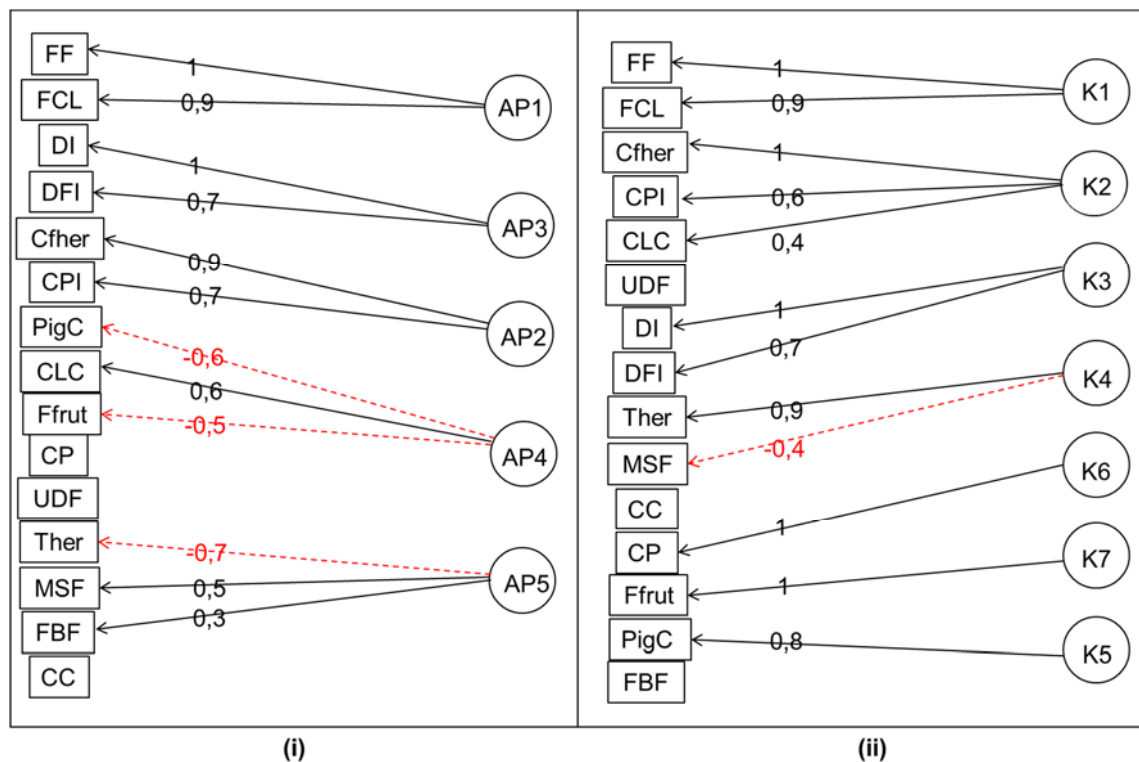 FF
FCL
DI
DFI
Cfher
CPI
PigC
CLC
Ffrut
CP
UDF
Ther
MSF
FBF
CC
1
0,9
1
0,7
0,9
0,7
-0,6
0,6
-0,5
-0,7
0,5
0,3
AP1
AP3
AP2
AP4
AP5
(i)
FF
FCL
Cfher
CPI
CLC
UDF
DI
DFI
Ther
MSF
CC
CP
Ffrut
PigC
FBF
1
0,9
1
0,6
0,4
1
0,7
0,9
-0,4
1
1
0,8
K1
K2
K3
K4
K6
K7
K5
(ii)